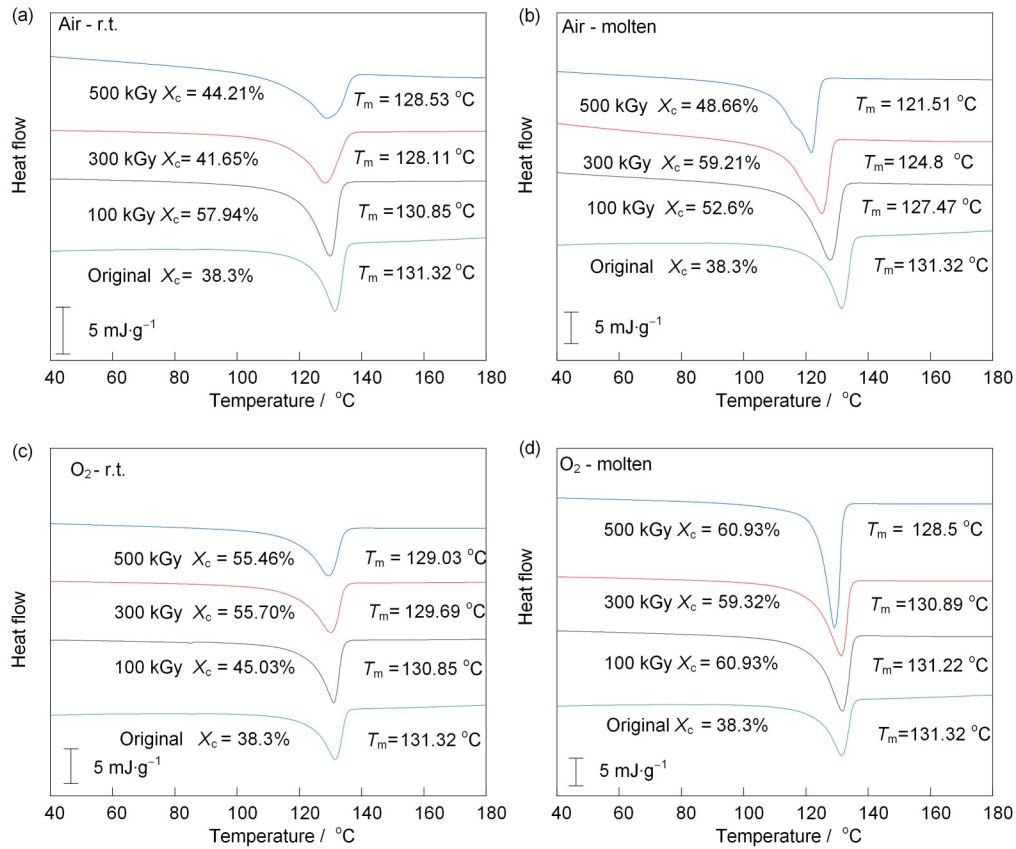 (a)
Air - r.t.
500 kGy Xc = 44.21% Tm = 128.53 °C
300 kGy Xc = 41.65% Tm = 128.11 °C
100 kGy Xc = 57.94% Tm = 130.85 °C
Original Xc = 38.3% Tm = 131.32 °C
5 mJ·g⁻¹
Heat flow
40 60 80 100 120 140 160 180
Temperature / °C
(b)
Air - molten
500 kGy Xc = 48.66% Tm = 121.51 °C
300 kGy Xc = 59.21% Tm = 124.8 °C
100 kGy Xc = 52.6% Tm = 127.47 °C
Original Xc = 38.3% Tm = 131.32 °C
5 mJ·g⁻¹
Heat flow
40 60 80 100 120 140 160 180
Temperature / °C
(c)
O₂ - r.t.
500 kGy Xc = 55.46% Tm = 129.03 °C
300 kGy Xc = 55.70% Tm = 129.69 °C
100 kGy Xc = 45.03% Tm = 130.85 °C
Original Xc = 38.3% Tm = 131.32 °C
5 mJ·g⁻¹
Heat flow
40 60 80 100 120 140 160 180
Temperature / °C
(d)
O₂ - molten
500 kGy Xc = 60.93% Tm = 128.5 °C
300 kGy Xc = 59.32% Tm = 130.89 °C
100 kGy Xc = 60.93% Tm = 131.22 °C
Original Xc = 38.3% Tm = 131.32 °C
5 mJ·g⁻¹
Heat flow
40 60 80 100 120 140 160 180
Temperature / °C